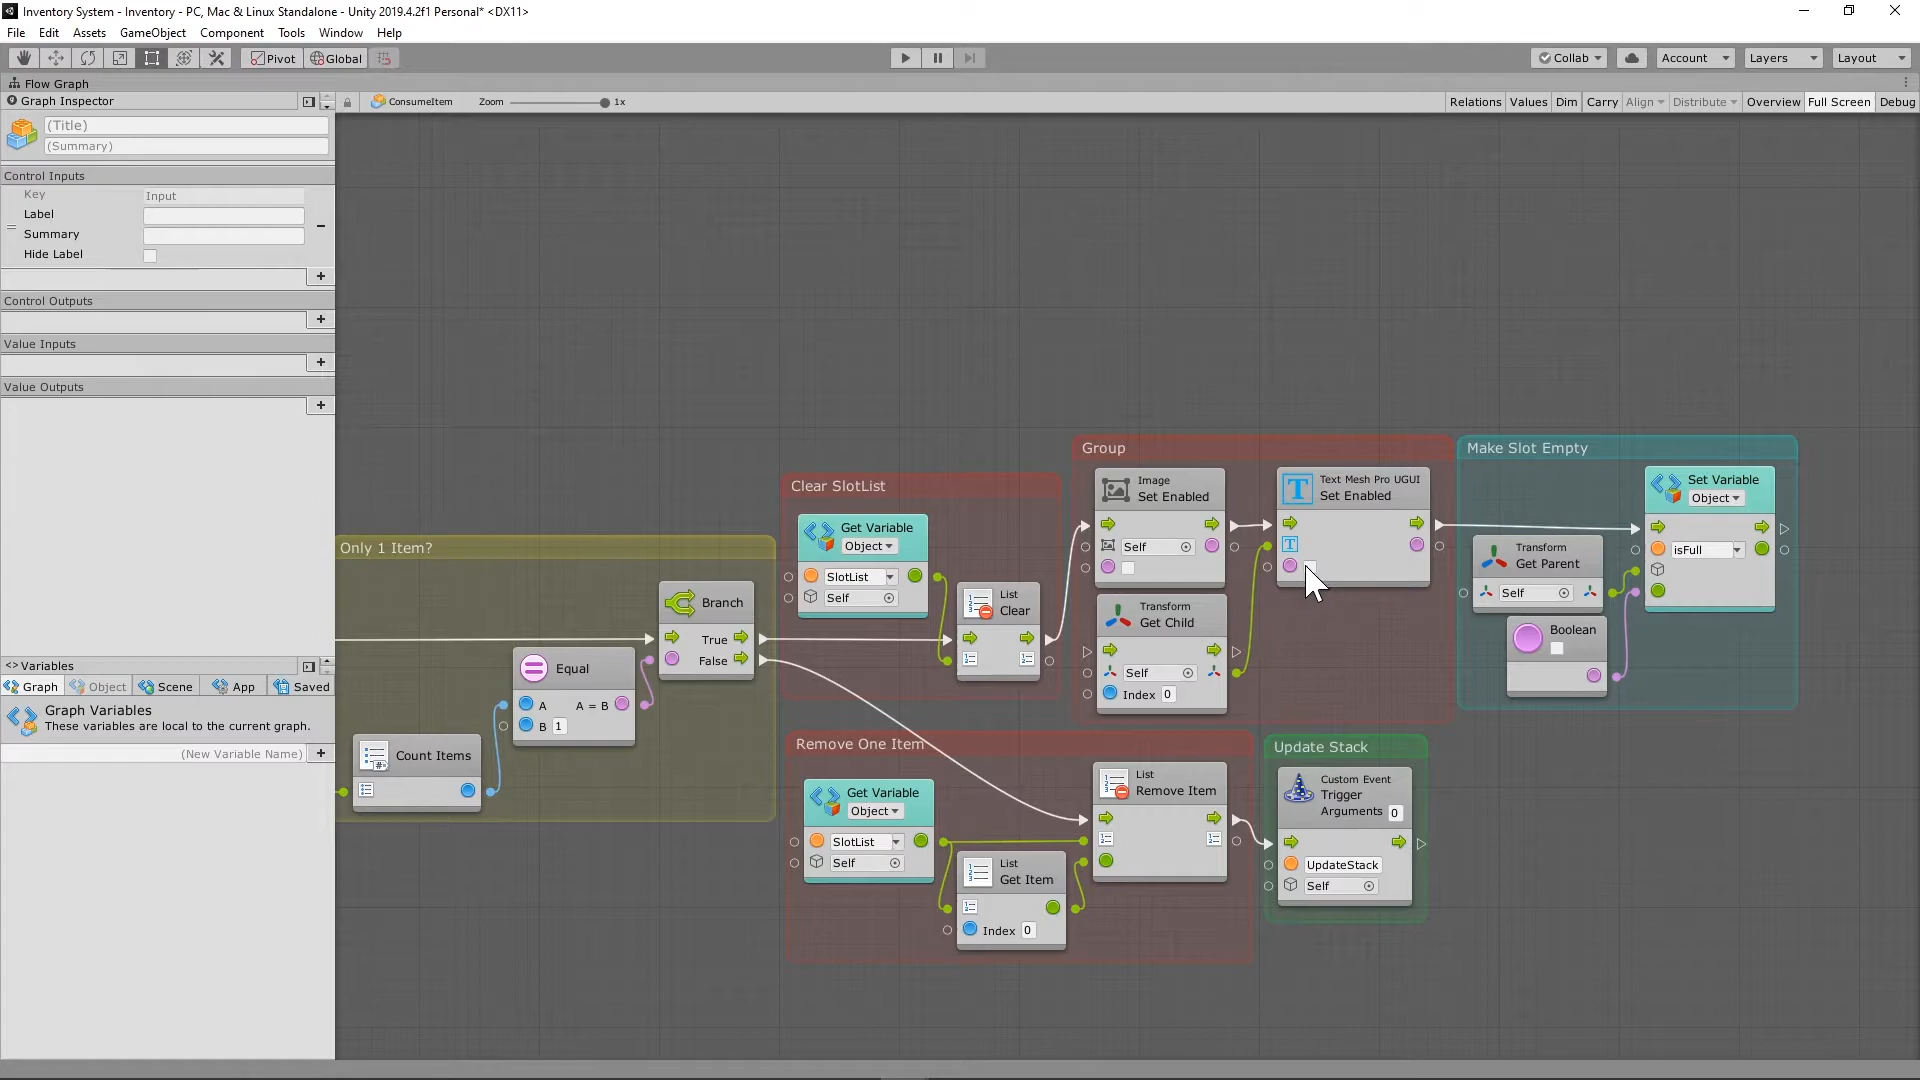 Inventory System - Inventory - PC, Mac & Linux Standalone - Unity 2019.4.2f1 Personal* <DX11>
File Edit Assets GameObject Component Tools Window Help
Pivot Global Collab Account Layers Layout
Flow Graph
Graph Inspector
ConsumeItem Zoom 1x
Relations Values Dim Carry Align Distribute Overview Full Screen Debug
(Title)
(Summary)
Control Inputs
Key Input
Label
Summary
Hide Label
Control Outputs
Value Inputs
Value Outputs
<> Variables
Graph Object Scene App Saved
Graph Variables
These variables are local to the current graph.
(New Variable Name)
Only 1 Item?
Count Items
Equal
A A = B
B 1
Branch
True
False
Clear SlotList
Get Variable
Object
SlotList
Self
List
Clear
Group
Image
Set Enabled
Self
Transform
Get Child
Self
Index 0
Text Mesh Pro UGUI
Set Enabled
Make Slot Empty
Transform
Get Parent
Self
Boolean
Set Variable
Object
isFull
Remove One Item
Get Variable
Object
SlotList
Self
List
Get Item
Index 0
List
Remove Item
Update Stack
Custom Event
Trigger
Arguments 0
UpdateStack
Self